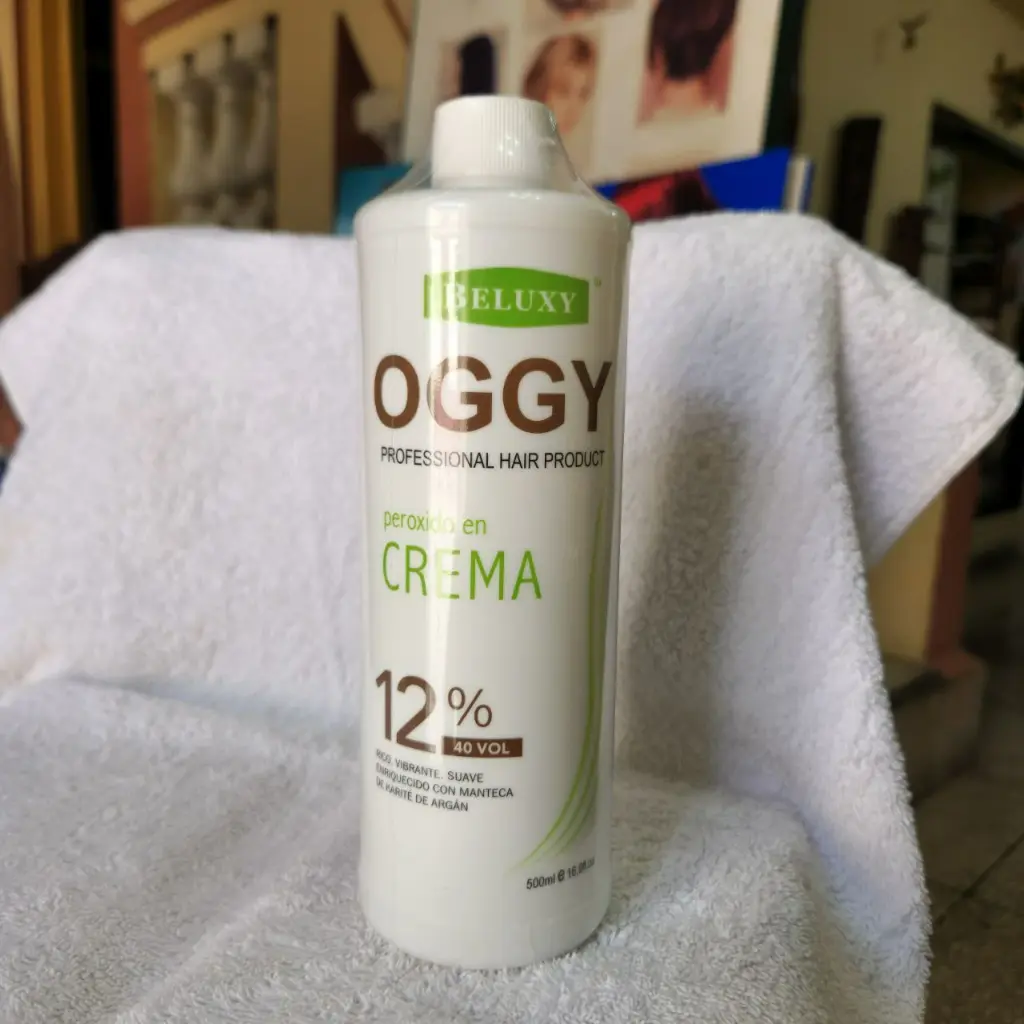 BELUXY
OGGY
PROFESSIONAL HAIR PRODUCT
peroxido en
CREMA
12%
40 VOL
RICO. VIBRANTE. SUAVE
ENRIQUECIDO CON MANTECA
DE KARITÉ DE ARGÁN
500ml ℮